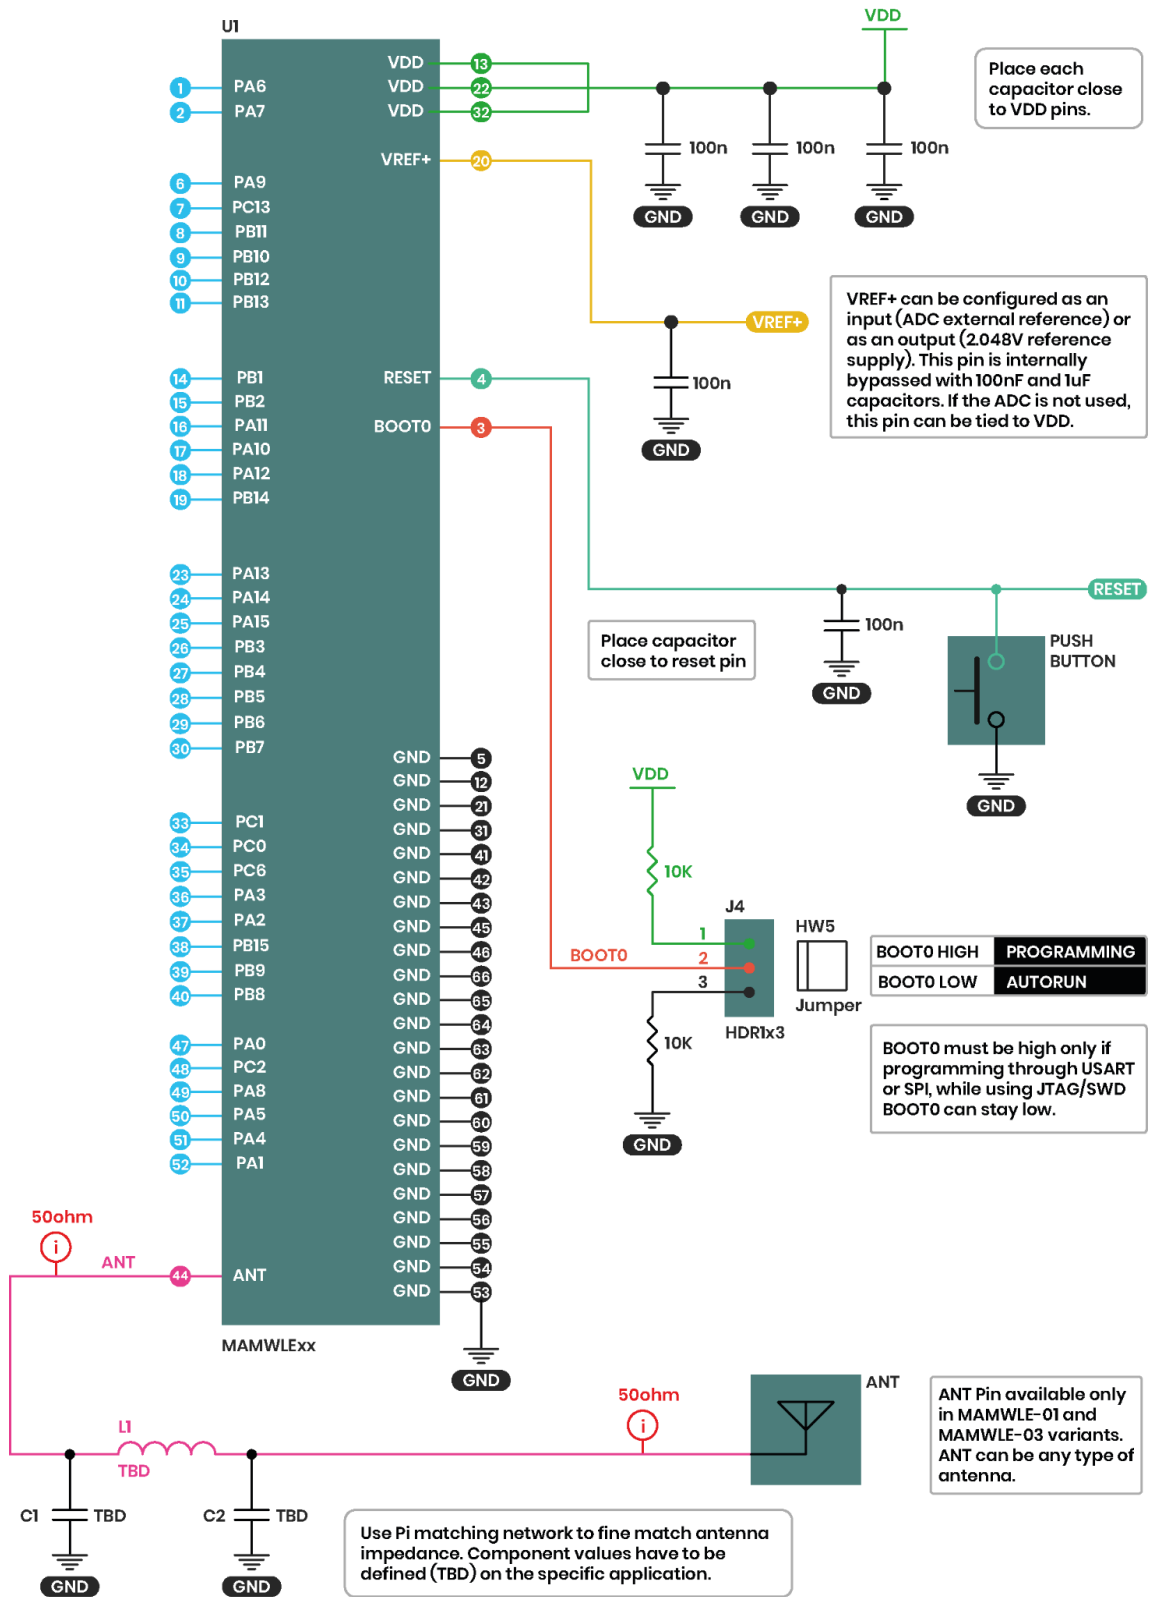 U1
VDD
VDD 13
VDD 22
VDD 32
1 PA6
2 PA7
Place each
capacitor close
to VDD pins.
100n
100n
100n
GND
GND
GND
VREF+ 20
6 PA9
7 PC13
8 PB11
9 PB10
10 PB12
11 PB13
VREF+
100n
GND
VREF+ can be configured as an
input (ADC external reference) or
as an output (2.048V reference
supply). This pin is internally
bypassed with 100nF and 1uF
capacitors. If the ADC is not used,
this pin can be tied to VDD.
RESET 4
BOOT0 3
14 PB1
15 PB2
16 PA11
17 PA10
18 PA12
19 PB14
23 PA13
24 PA14
25 PA15
26 PB3
27 PB4
28 PB5
29 PB6
30 PB7
RESET
100n
GND
Place capacitor
close to reset pin
PUSH
BUTTON
GND
GND 5
GND 12
GND 21
GND 31
GND 41
GND 42
GND 43
GND 45
GND 46
GND 66
GND 65
GND 64
GND 63
GND 62
GND 61
GND 60
GND 59
GND 58
GND 57
GND 56
GND 55
GND 54
GND 53
GND
33 PC1
34 PC0
35 PC6
36 PA3
37 PA2
38 PB15
39 PB9
40 PB8
47 PA0
48 PC2
49 PA8
50 PA5
51 PA4
52 PA1
VDD
10K
J4
1
BOOT0 2
3
10K
GND
HDR1x3
HW5
Jumper
BOOT0 HIGH PROGRAMMING
BOOT0 LOW AUTORUN
BOOT0 must be high only if
programming through USART
or SPI, while using JTAG/SWD
BOOT0 can stay low.
50ohm
i
ANT 44 ANT
MAMWLExx
L1
TBD
C1 TBD
GND
C2 TBD
GND
50ohm
i
ANT
ANT Pin available only
in MAMWLE-01 and
MAMWLE-03 variants.
ANT can be any type of
antenna.
Use Pi matching network to fine match antenna
impedance. Component values have to be
defined (TBD) on the specific application.